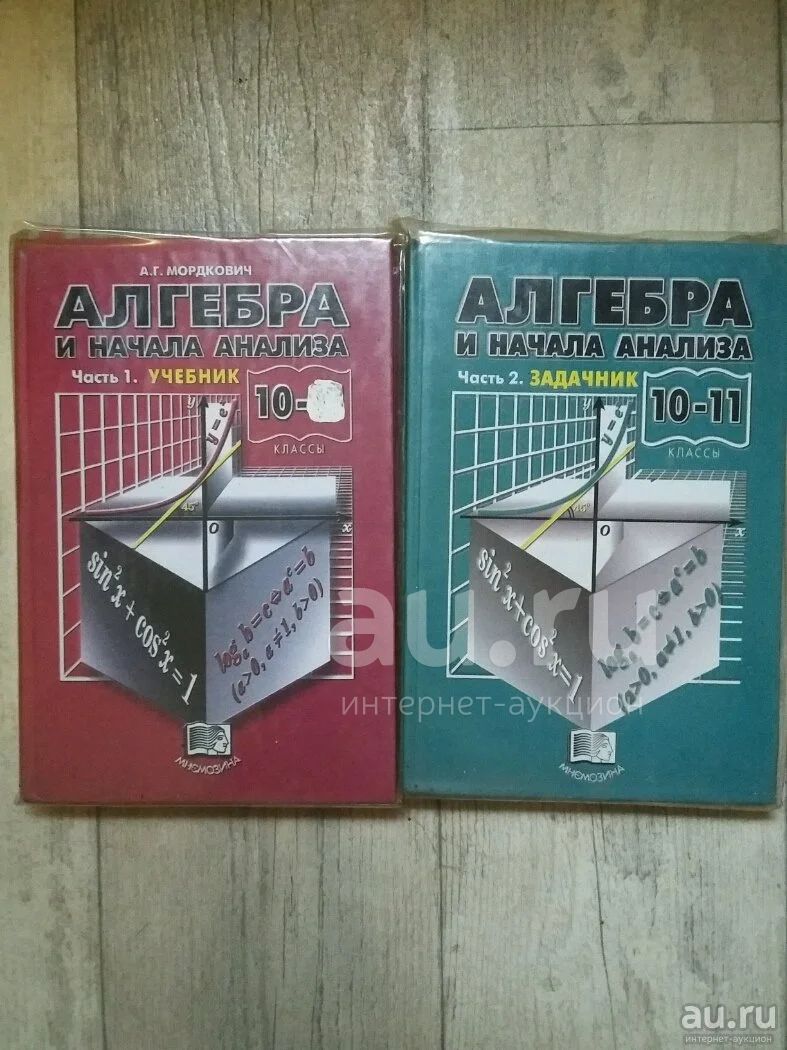 А.Г. МОРДКОВИЧ
АЛГЕБРА
И НАЧАЛА АНАЛИЗА
Часть 1. УЧЕБНИК
10-
КЛАССЫ
y
y = e
45°
O
x
sin²x + cos²x = 1
logₐb=c⇔aᶜ=b
(a>0, a≠1, b>0)
МНЕМОЗИНА
АЛГЕБРА
И НАЧАЛА АНАЛИЗА
Часть 2. ЗАДАЧНИК
10-11
КЛАССЫ
y
y = e
45°
O
x
sin²x + cos²x = 1
logₐb=c⇔aᶜ=b
(a>0, a≠1, b>0)
МНЕМОЗИНА
au.ru
интернет-аукцион
au.ru
интернет-аукцион